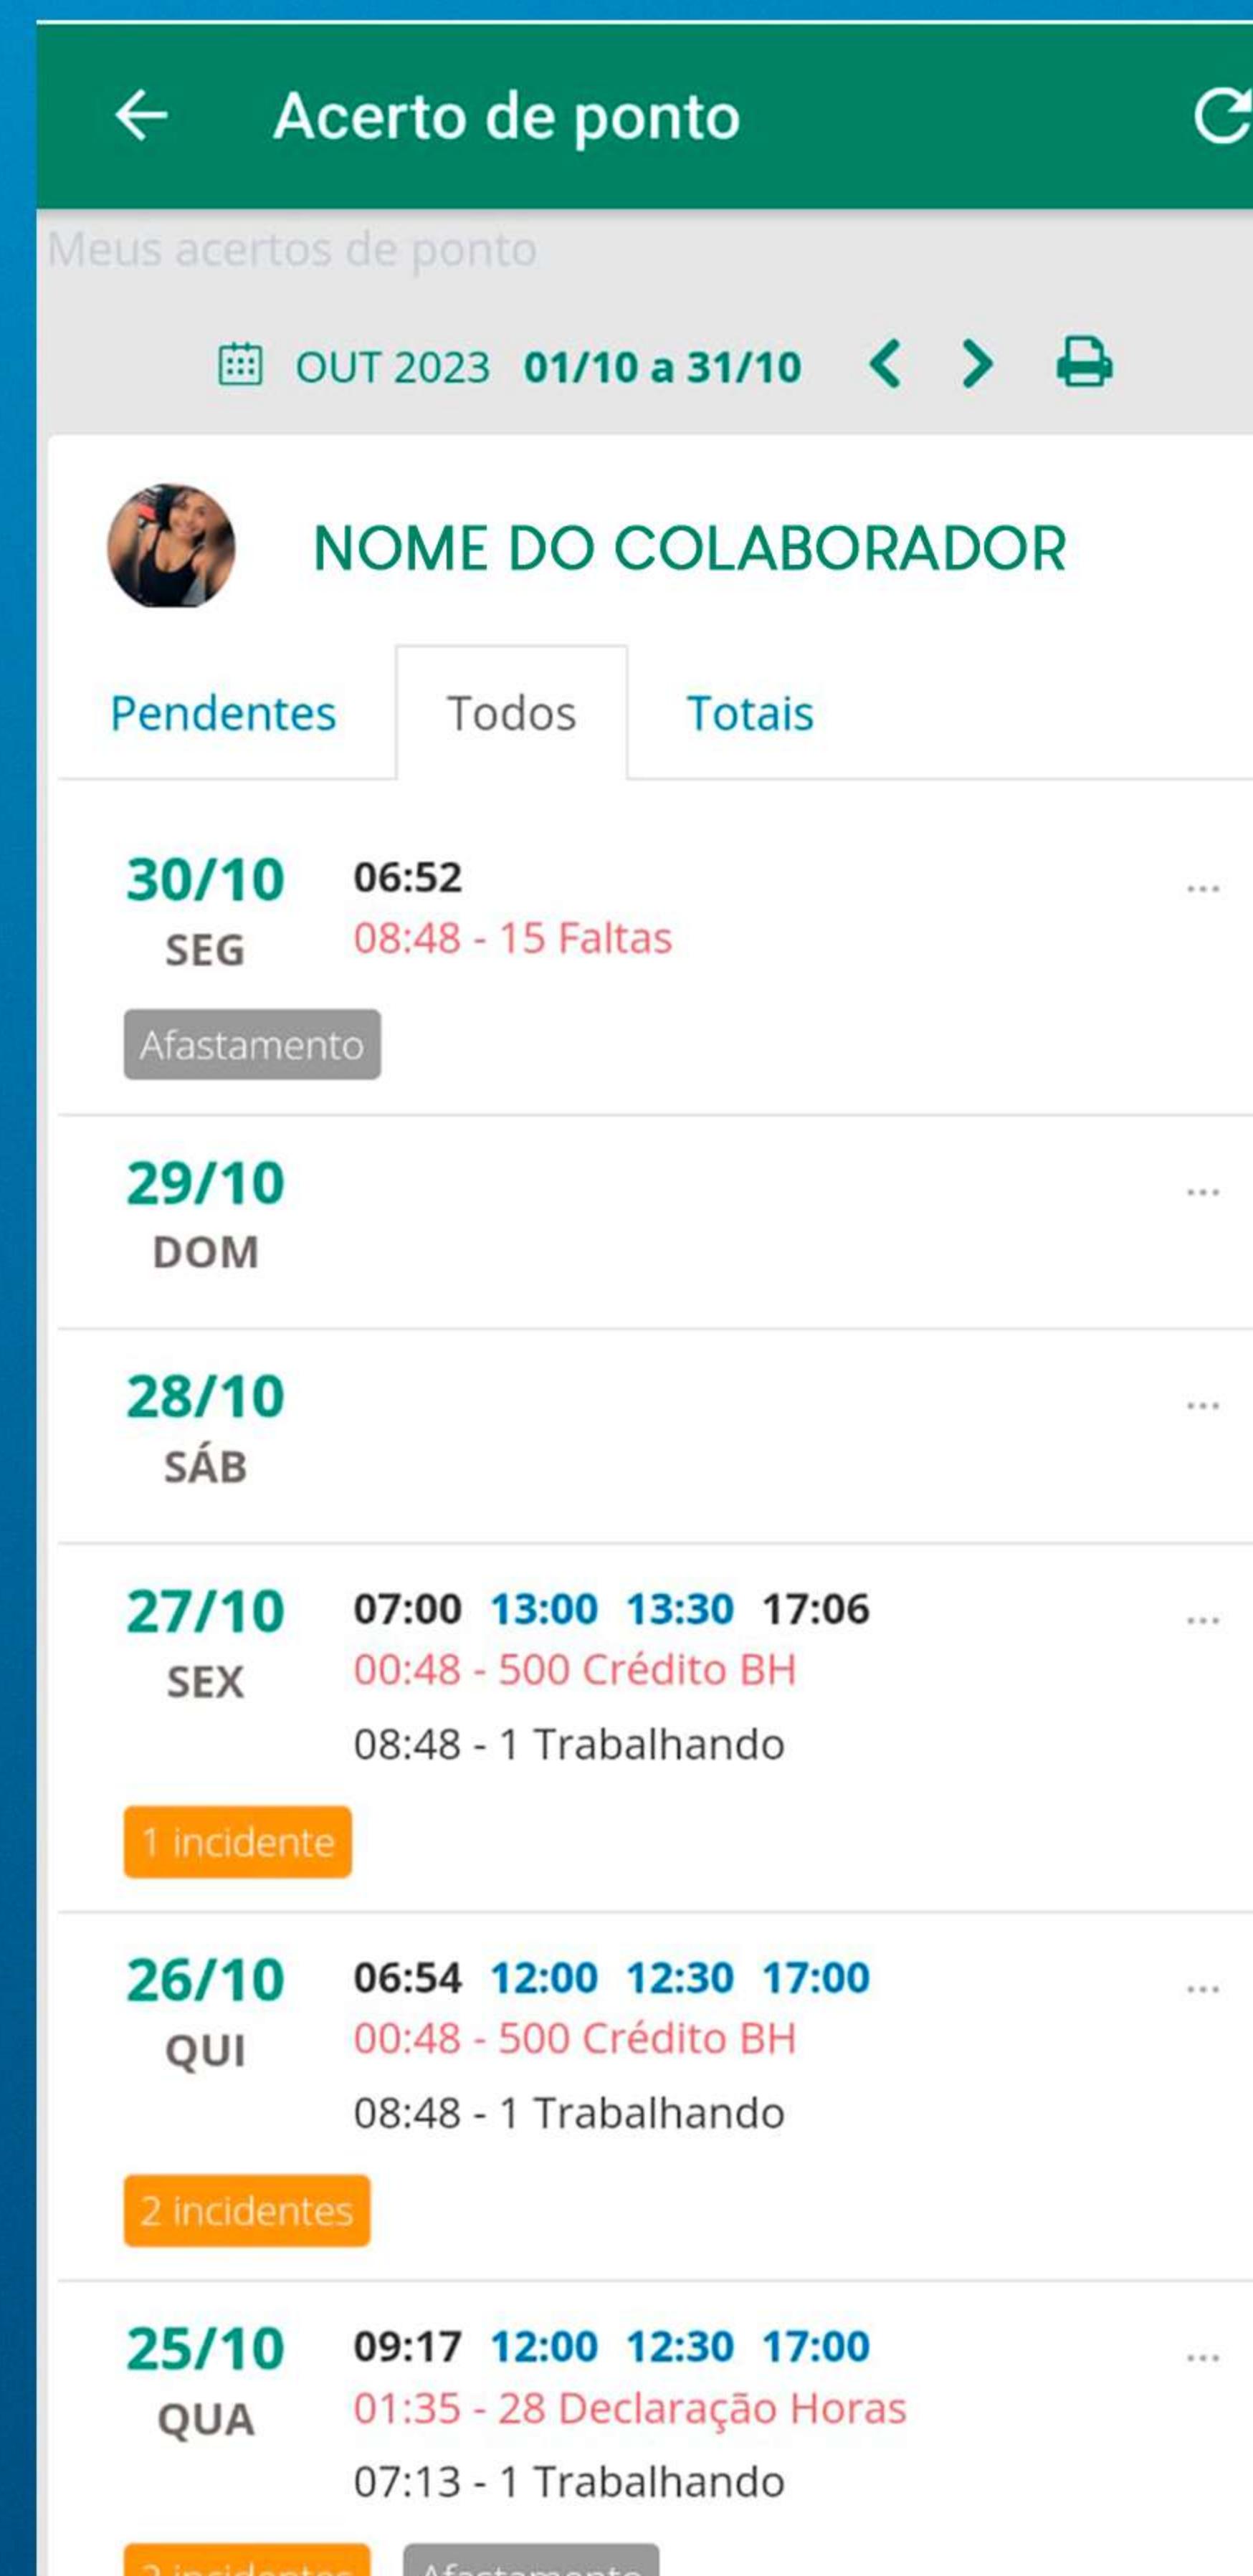 Acerto de ponto
Meus acertos de ponto
OUT 2023 01/10 a 31/10
NOME DO COLABORADOR
Pendentes Todos Totais
30/10 06:52 ...
SEG 08:48 - 15 Faltas
Afastamento
29/10 ...
DOM
28/10 ...
SÁB
27/10 07:00 13:00 13:30 17:06 ...
SEX 00:48 - 500 Crédito BH
08:48 - 1 Trabalhando
1 incidente
26/10 06:54 12:00 12:30 17:00 ...
QUI 00:48 - 500 Crédito BH
08:48 - 1 Trabalhando
2 incidentes
25/10 09:17 12:00 12:30 17:00 ...
QUA 01:35 - 28 Declaração Horas
07:13 - 1 Trabalhando
2 incidentes Afastamento